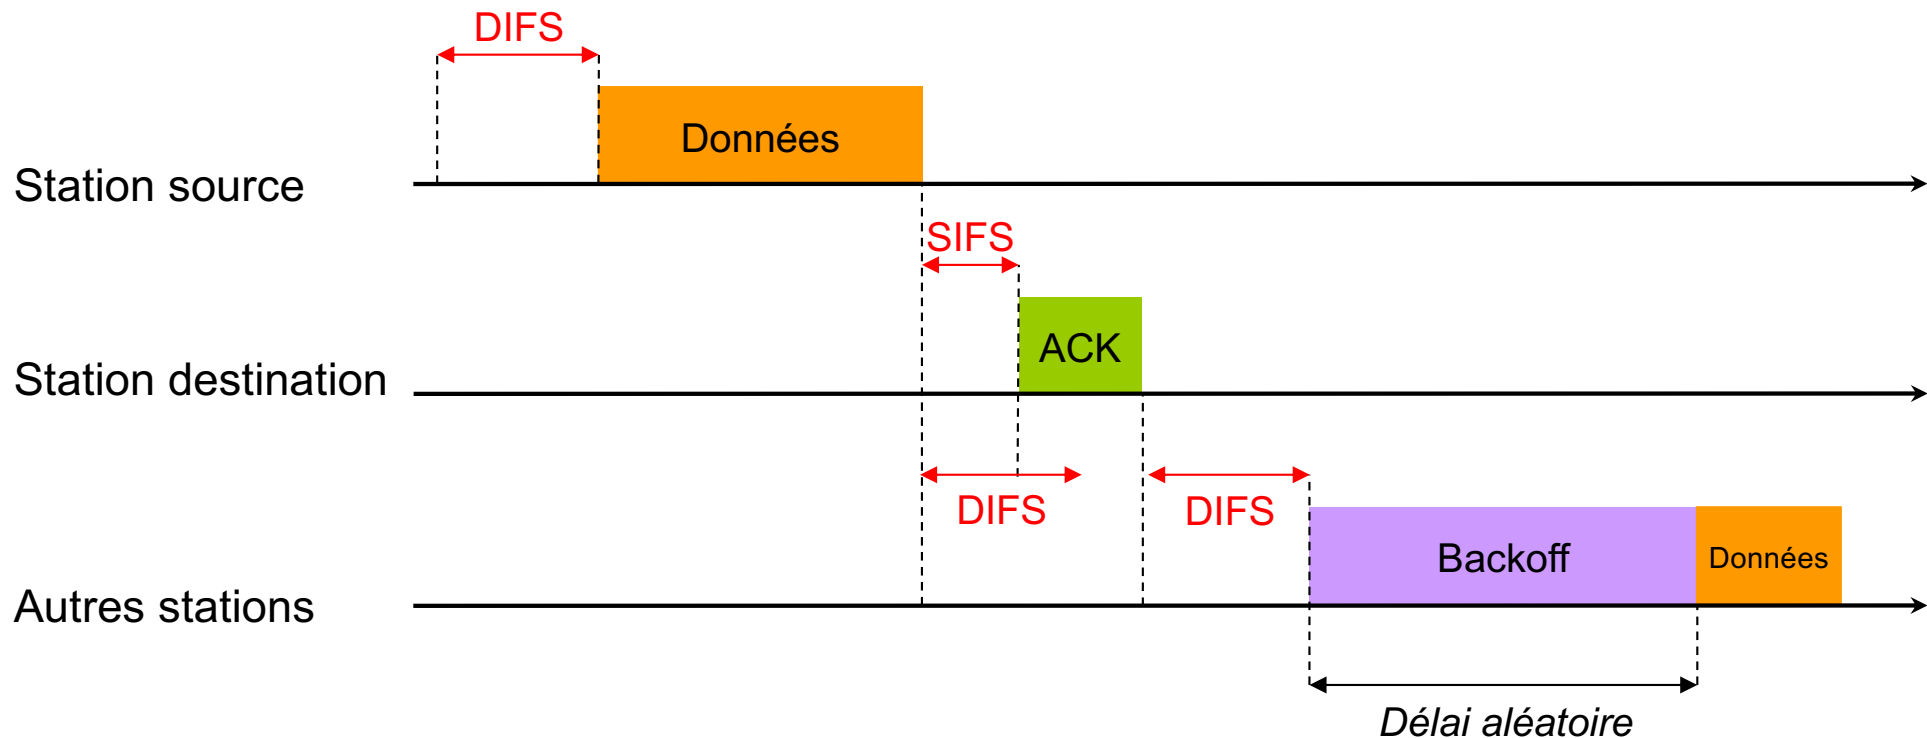 DIFS
Données
Station source
SIFS
ACK
Station destination
DIFS
DIFS
Backoff
Données
Autres stations
Délai aléatoire